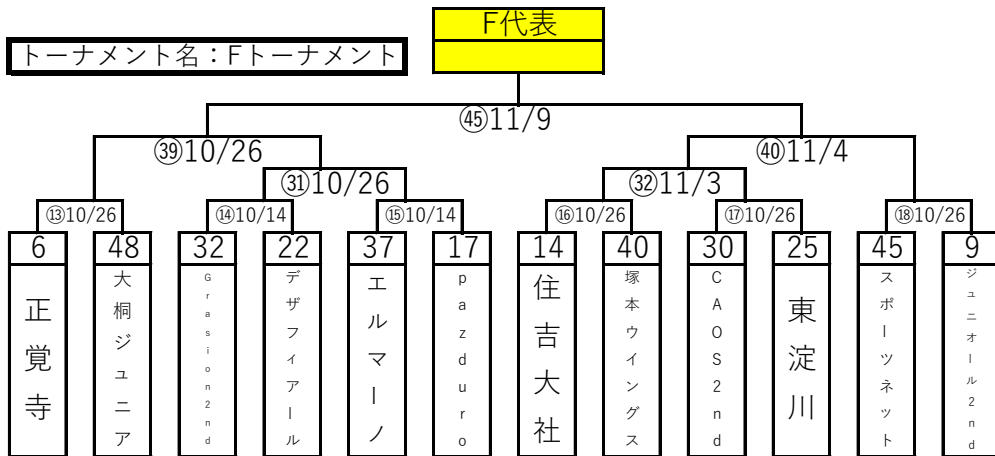 F代表
トーナメント名：Fトーナメント
㊺11/9
㊴10/26
㊵11/4
㉛10/26
㉜11/3
⑬10/26
⑭10/14
⑮10/14
⑯10/26
⑰10/26
⑱10/26
6
48
32
22
37
17
14
40
30
25
45
9
正覚寺
大桐ジュニア
Grasion2nd
デザフィアール
エルマーノ
pazduro
住吉大社
塚本ウイングス
CAOS2nd
東淀川
スポーツネット
ジュニオール2nd